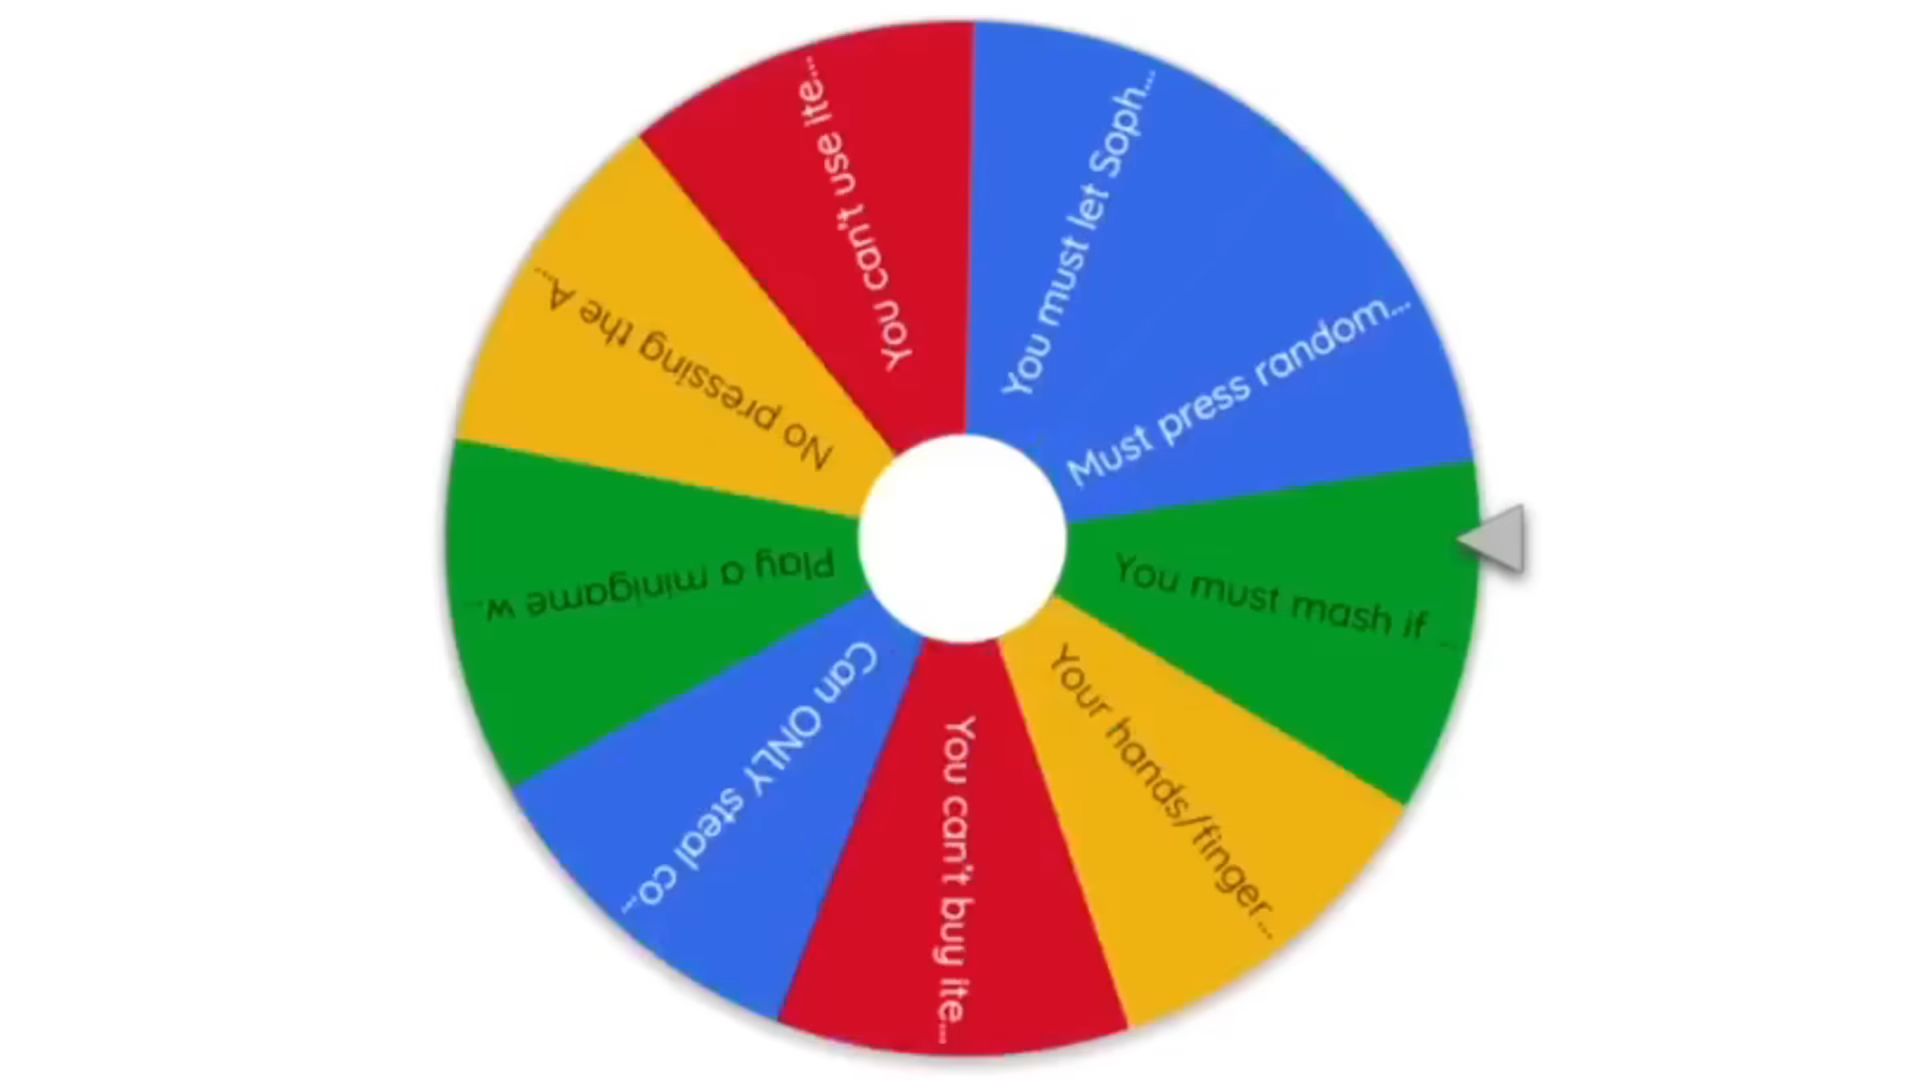 You must let Soph...
Must press random...
You must mash if ...
Your hands/finger...
You can't buy ite...
Can ONLY steal co...
Play a minigame w...
No pressing the A...
You can't use ite...